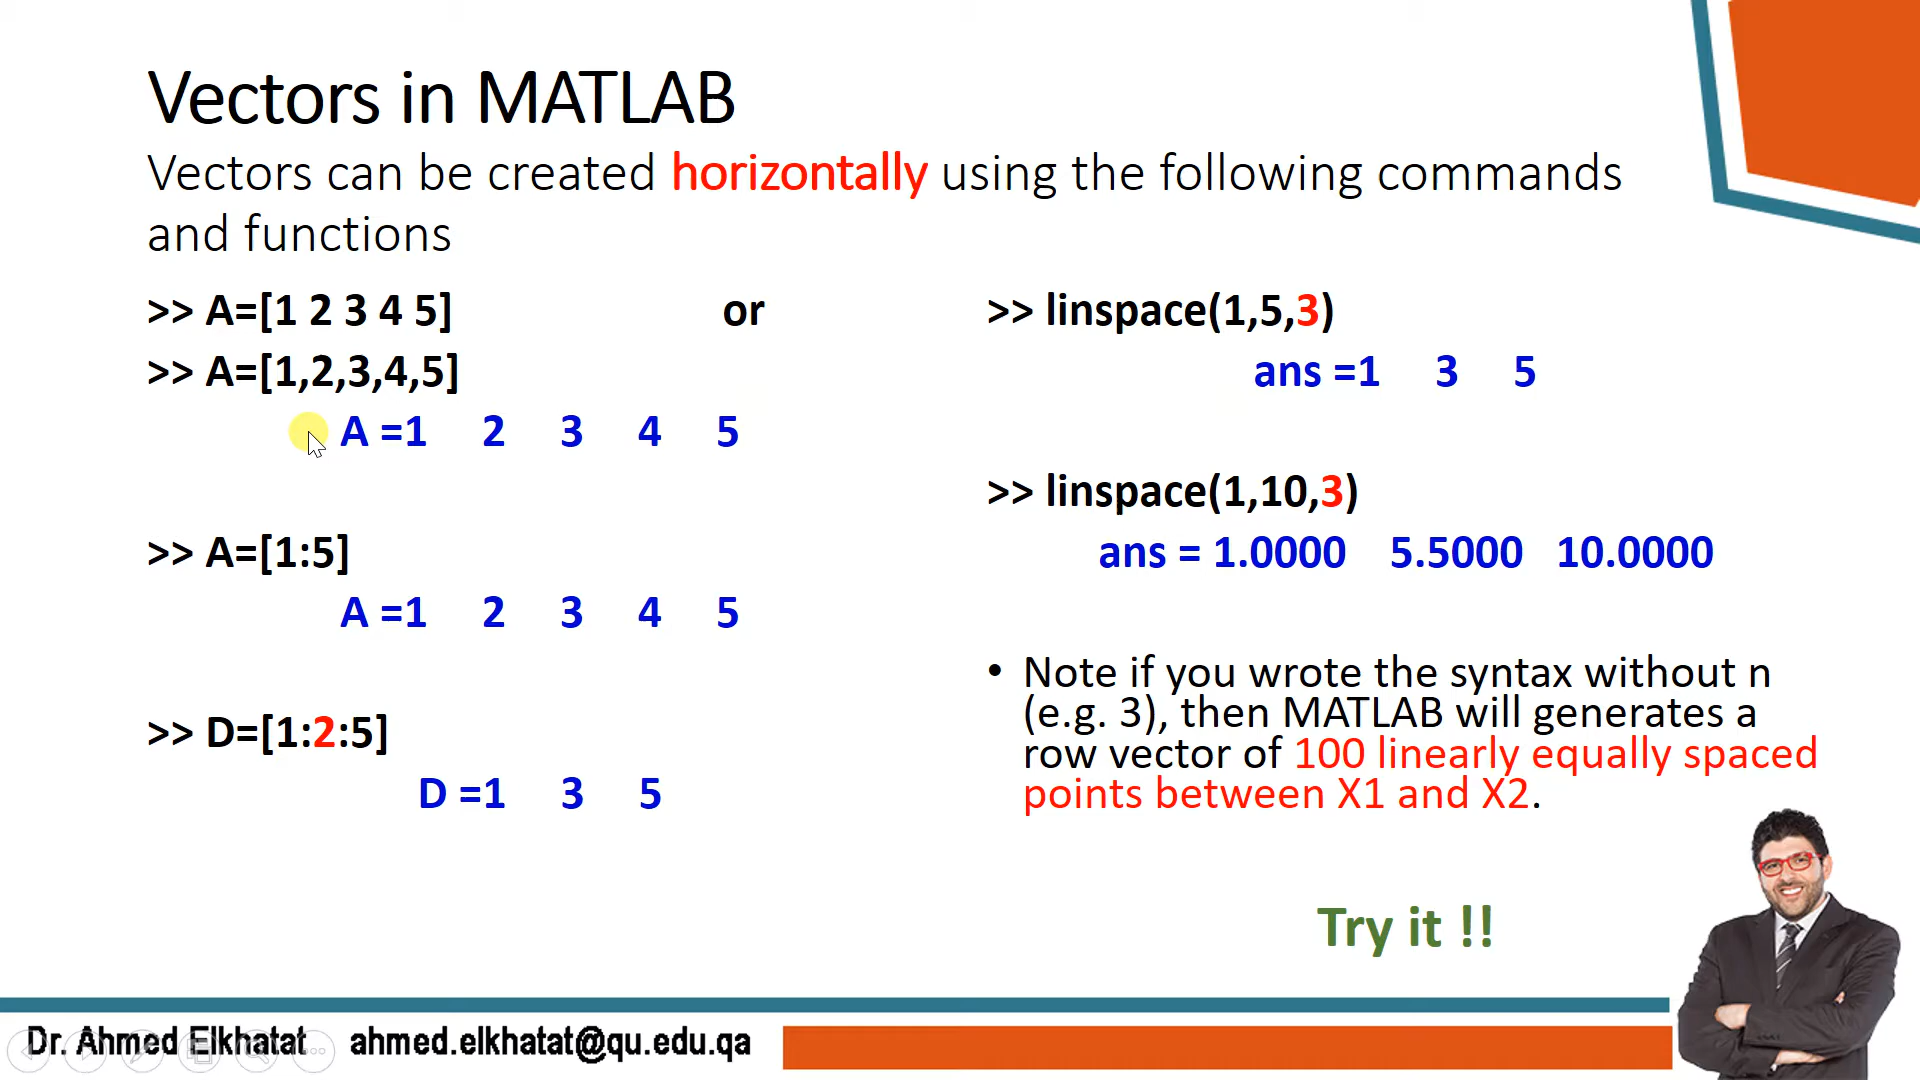 Vectors in MATLAB
Vectors can be created horizontally using the following commands
and functions
>> A=[1 2 3 4 5] or
>> A=[1,2,3,4,5]
A =1 2 3 4 5
>> A=[1:5]
A =1 2 3 4 5
>> D=[1:2:5]
D =1 3 5
>> linspace(1,5,3)
ans =1 3 5
>> linspace(1,10,3)
ans = 1.0000 5.5000 10.0000
• Note if you wrote the syntax without n
(e.g. 3), then MATLAB will generates a
row vector of 100 linearly equally spaced
points between X1 and X2.
Try it !!
Dr. Ahmed Elkhatat ahmed.elkhatat@qu.edu.qa